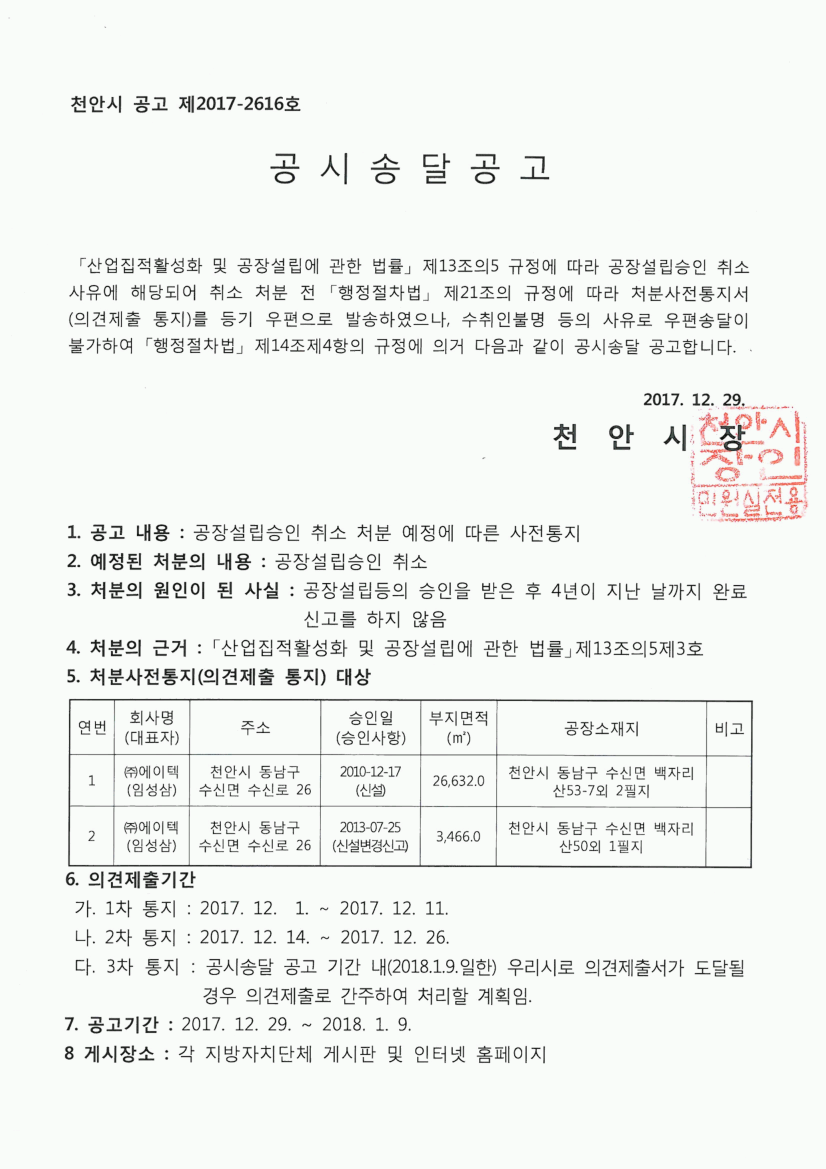 천안시 공고 제2017-2616호
공 시 송 달 공 고
「산업집적활성화 및 공장설립에 관한 법률」 제13조의5 규정에 따라 공장설립승인 취소
사유에 해당되어 취소 처분 전 「행정절차법」 제21조의 규정에 따라 처분사전통지서
(의견제출 통지)를 등기 우편으로 발송하였으나, 수취인불명 등의 사유로 우편송달이
불가하여 「행정절차법」 제14조제4항의 규정에 의거 다음과 같이 공시송달 공고합니다.
2017. 12. 29.
천 안 시 장
천안시
장인
민원실전용
1. 공고 내용 : 공장설립승인 취소 처분 예정에 따른 사전통지
2. 예정된 처분의 내용 : 공장설립승인 취소
3. 처분의 원인이 된 사실 : 공장설립등의 승인을 받은 후 4년이 지난 날까지 완료
신고를 하지 않음
4. 처분의 근거 : 「산업집적활성화 및 공장설립에 관한 법률」제13조의5제3호
5. 처분사전통지(의견제출 통지) 대상
연번 회사명 (대표자) 주소 승인일 (승인사항) 부지면적 (㎡) 공장소재지 비고
1 ㈜에이텍 (임성삼) 천안시 동남구 수신면 수신로 26 2010-12-17 (신설) 26,632.0 천안시 동남구 수신면 백자리 산53-7외 2필지
2 ㈜에이텍 (임성삼) 천안시 동남구 수신면 수신로 26 2013-07-25 (신설변경신고) 3,466.0 천안시 동남구 수신면 백자리 산50외 1필지
6. 의견제출기간
가. 1차 통지 : 2017. 12. 1. ~ 2017. 12. 11.
나. 2차 통지 : 2017. 12. 14. ~ 2017. 12. 26.
다. 3차 통지 : 공시송달 공고 기간 내(2018.1.9.일한) 우리시로 의견제출서가 도달될
경우 의견제출로 간주하여 처리할 계획임.
7. 공고기간 : 2017. 12. 29. ~ 2018. 1. 9.
8 게시장소 : 각 지방자치단체 게시판 및 인터넷 홈페이지